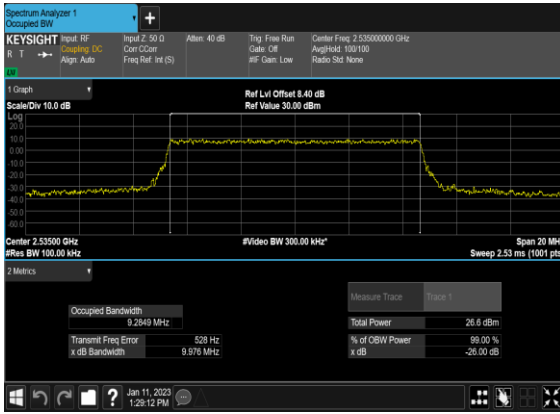 Spectrum Analyzer 1
Occupied BW
+
KEYSIGHT
R T
LW
Input: RF
Coupling: DC
Align: Auto
Input Z: 50 Ω
Corr CCorr
Freq Ref: Int (S)
Atten: 40 dB
Trig: Free Run
Gate: Off
#IF Gain: Low
Center Freq: 2.535000000 GHz
Avg|Hold: 100/100
Radio Std: None
1 Graph
Scale/Div 10.0 dB
Ref Lvl Offset 8.40 dB
Ref Value 30.00 dBm
Log
20.0
10.0
0.00
-10.0
-20.0
-30.0
-40.0
-50.0
-60.0
Center 2.53500 GHz
#Res BW 100.00 kHz
#Video BW 300.00 kHz*
Span 20 MH
Sweep 2.53 ms (1001 pts
2 Metrics
Measure Trace
Trace 1
Occupied Bandwidth
9.2849 MHz
Total Power
26.6 dBm
Transmit Freq Error
528 Hz
% of OBW Power
99.00 %
x dB Bandwidth
9.976 MHz
x dB
-26.00 dB
?
Jan 11, 2023
1:29:12 PM